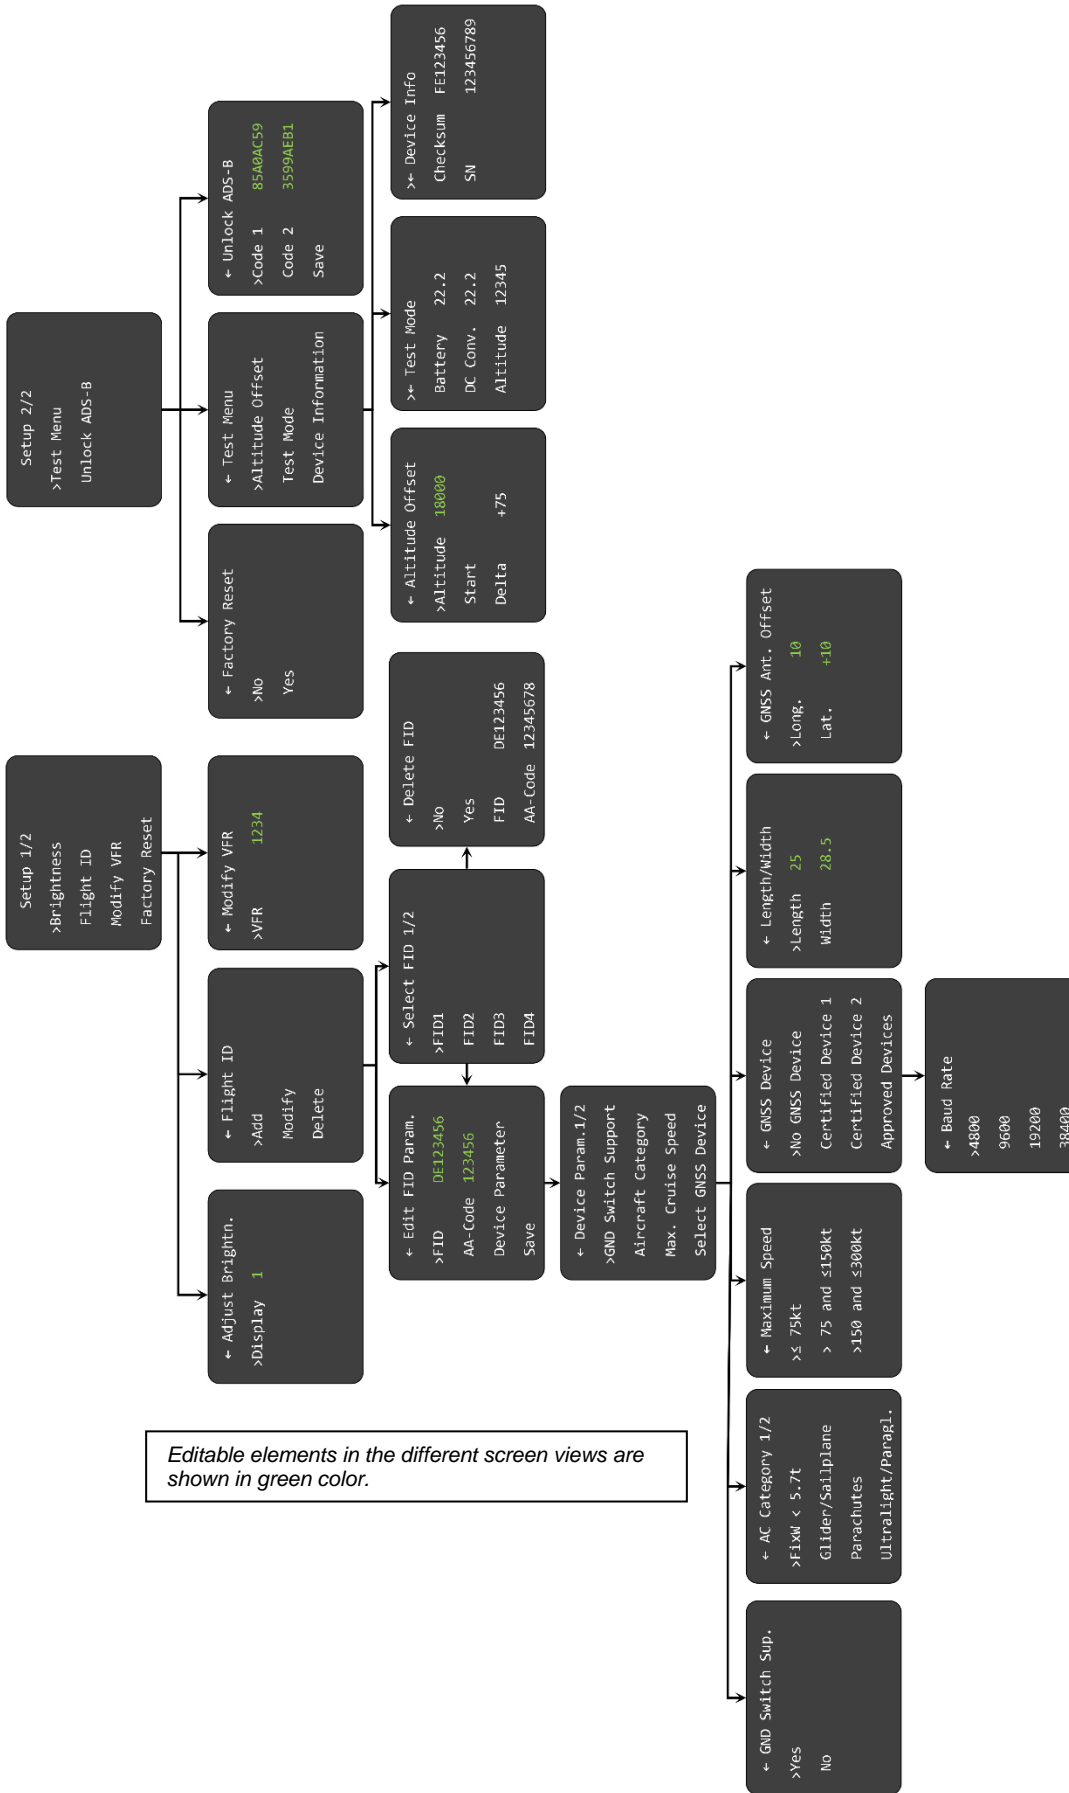 Setup 1/2
>Brightness
Flight ID
Modify VFR
Factory Reset
Setup 2/2
>Test Menu
Unlock ADS-B
← Adjust Brightn.
>Display 1
← Flight ID
>Add
Modify
Delete
← Modify VFR
>VFR 1234
← Factory Reset
>No
Yes
← Test Menu
>Altitude Offset
Test Mode
Device Information
← Unlock ADS-B
>Code 1 85A0AC59
Code 2 3599AEB1
Save
← Edit FID Param.
>FID DE123456
AA-Code 123456
Device Parameter
Save
← Select FID 1/2
>FID1
FID2
FID3
FID4
← Delete FID
>No
Yes
FID DE123456
AA-Code 12345678
← Altitude Offset
>Altitude 18000
Start
Delta +75
>← Test Mode
Battery 22.2
DC Conv. 22.2
Altitude 12345
>← Device Info
Checksum FE123456
SN 123456789
← Device Param.1/2
>GND Switch Support
Aircraft Category
Max. Cruise Speed
Select GNSS Device
← GND Switch Sup.
>Yes
No
← AC Category 1/2
>FixW < 5.7t
Glider/Sailplane
Parachutes
Ultralight/Paragl.
← Maximum Speed
>≤ 75kt
> 75 and ≤150kt
>150 and ≤300kt
← GNSS Device
>No GNSS Device
Certified Device 1
Certified Device 2
Approved Devices
← Length/Width
>Length 25
Width 28.5
← GNSS Ant. Offset
>Long. 10
Lat. +10
← Baud Rate
>4800
9600
19200
38400
Editable elements in the different screen views are
shown in green color.